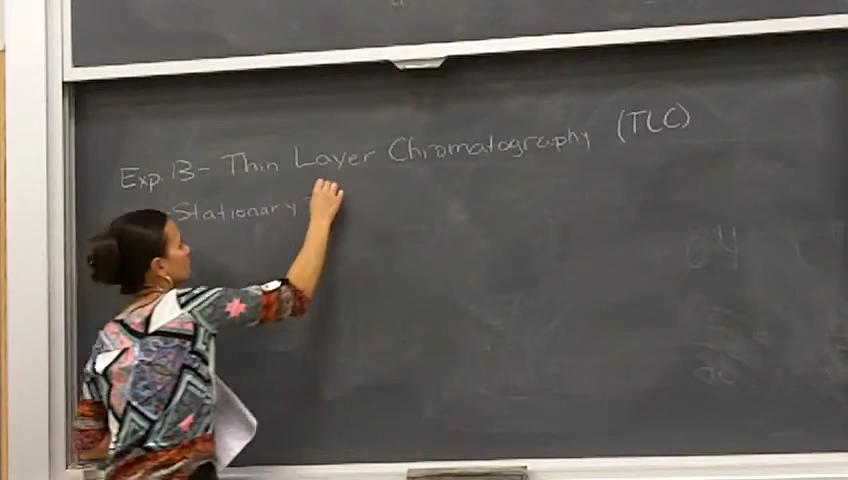 Exp. 13 - Thin Layer Chromatography (TLC)
- Stationary